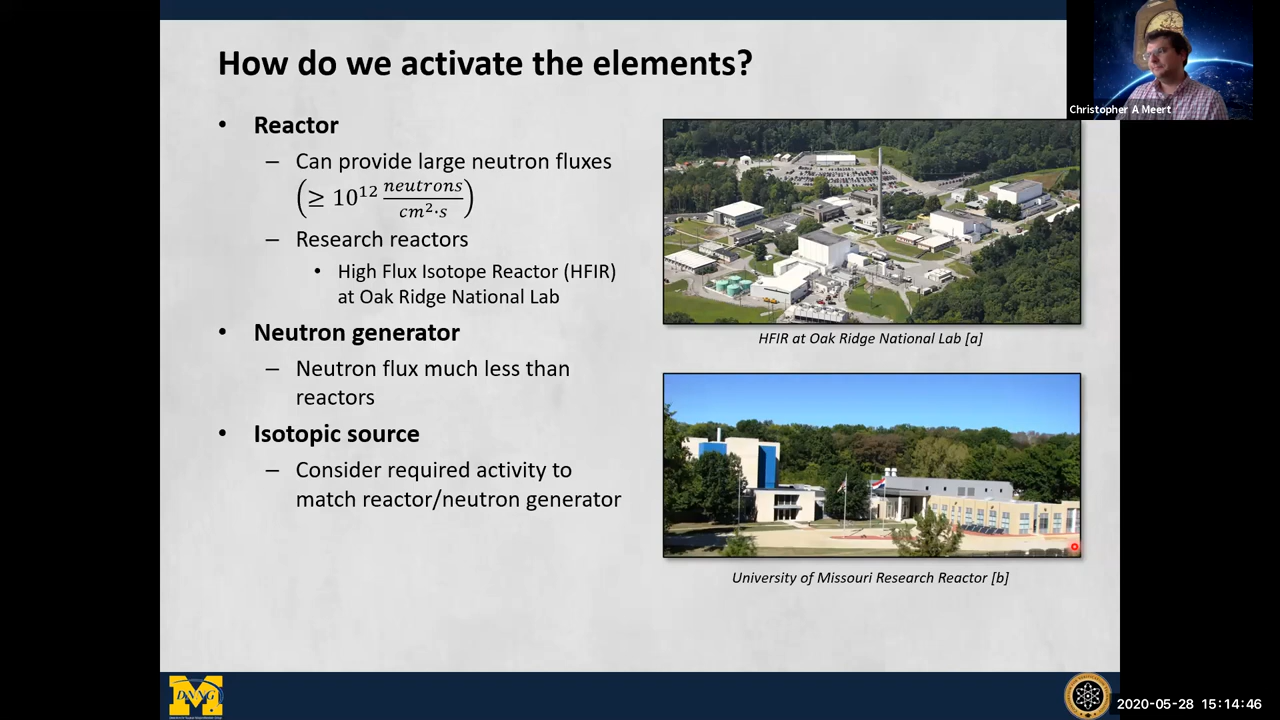 How do we activate the elements?
• Reactor
– Can provide large neutron fluxes
(≥ 10¹² neutrons/cm²·s)
– Research reactors
• High Flux Isotope Reactor (HFIR)
at Oak Ridge National Lab
• Neutron generator
– Neutron flux much less than
reactors
• Isotopic source
– Consider required activity to
match reactor/neutron generator
Christopher A Meert
HFIR at Oak Ridge National Lab [a]
University of Missouri Research Reactor [b]
M
2020-05-28 15:14:46